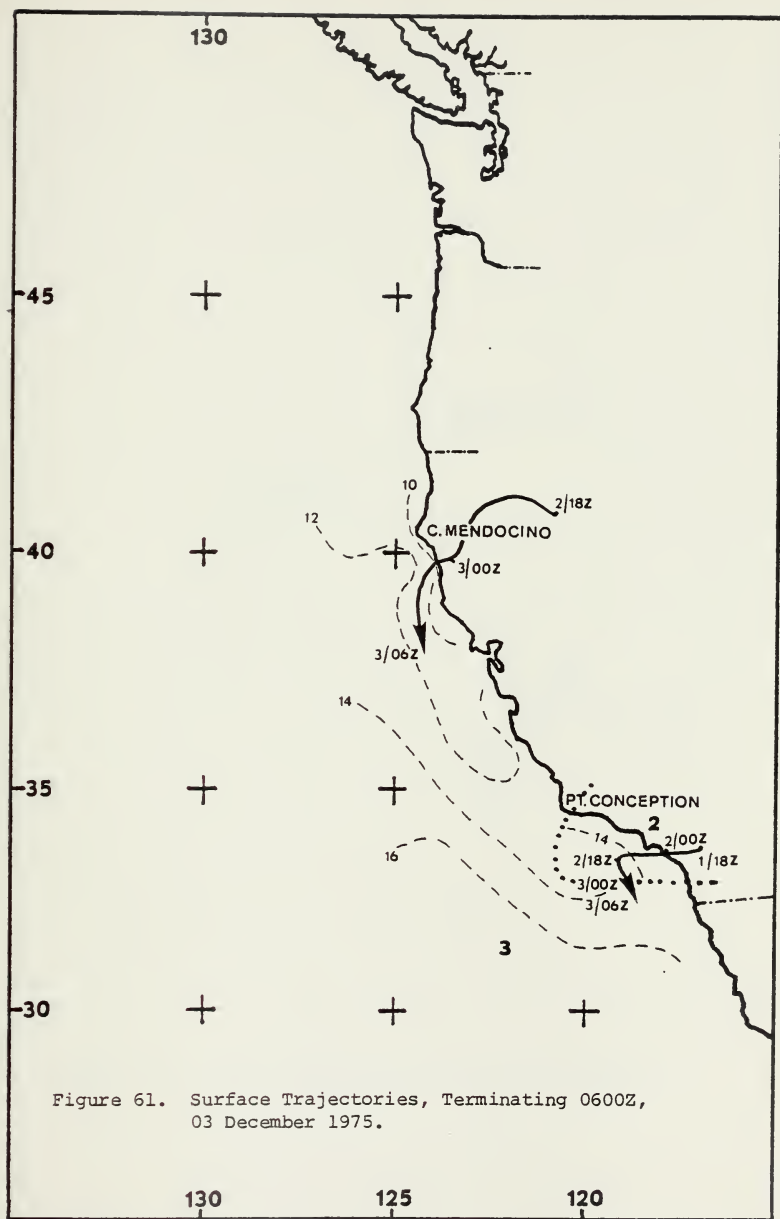 130
45
10
12
2/18Z
C. MENDOCINO
40
3/00Z
3/06Z
14
35
PT. CONCEPTION
2
16
14
2/00Z
2/18Z
1/18Z
3/00Z
3/06Z
3
30
Figure 61. Surface Trajectories, Terminating 0600Z,
03 December 1975.
130 125 120